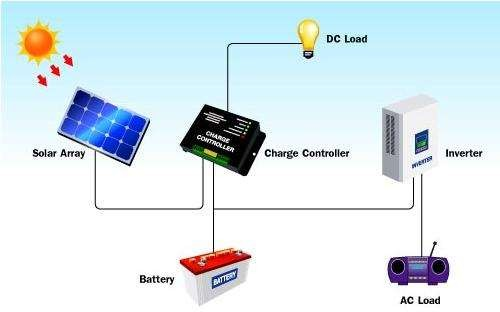 DC Load
Solar Array
CHARGE
CONTROLLER
Charge Controller
INVERTER
Inverter
Battery
BATTERY
AC Load